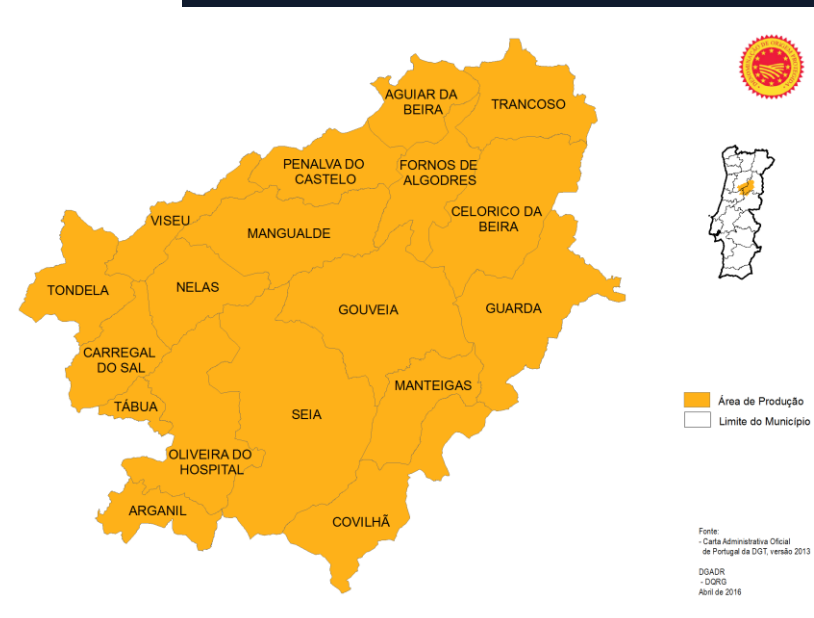 AGUIAR DA
BEIRA
TRANCOSO
PENALVA DO
CASTELO
FORNOS DE
ALGODRES
CELORICO DA
BEIRA
VISEU
MANGUALDE
TONDELA
NELAS
GOUVEIA
GUARDA
CARREGAL
DO SAL
MANTEIGAS
TÁBUA
SEIA
OLIVEIRA DO
HOSPITAL
ARGANIL
COVILHÃ
Área de Produção
Limite do Município
Fonte:
- Carta Administrativa Oficial
de Portugal da DGT, versão 2013
DGADR
- DQRG
Abril de 2016